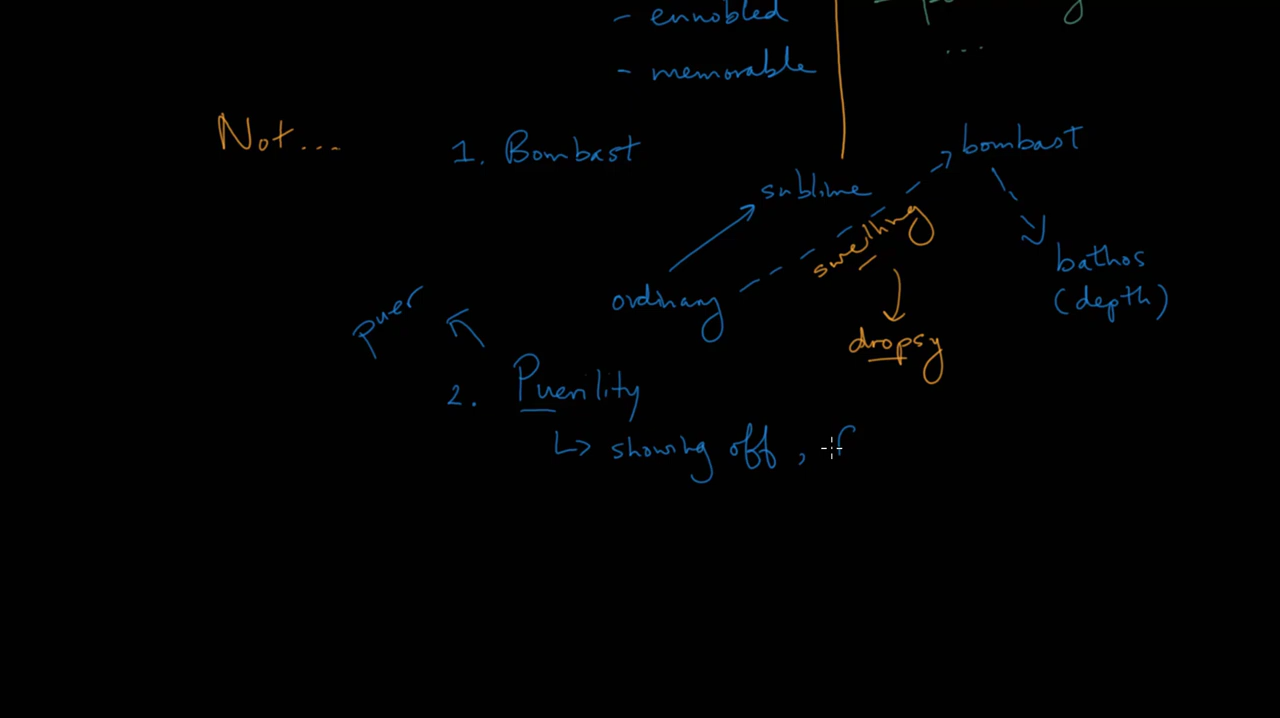 - ennobled
...
- memorable
Not...
1. Bombast
bombast
sublime
swelling
bathos
(depth)
ordinary
puer
dropsy
2. Puerility
↳ showing off, f